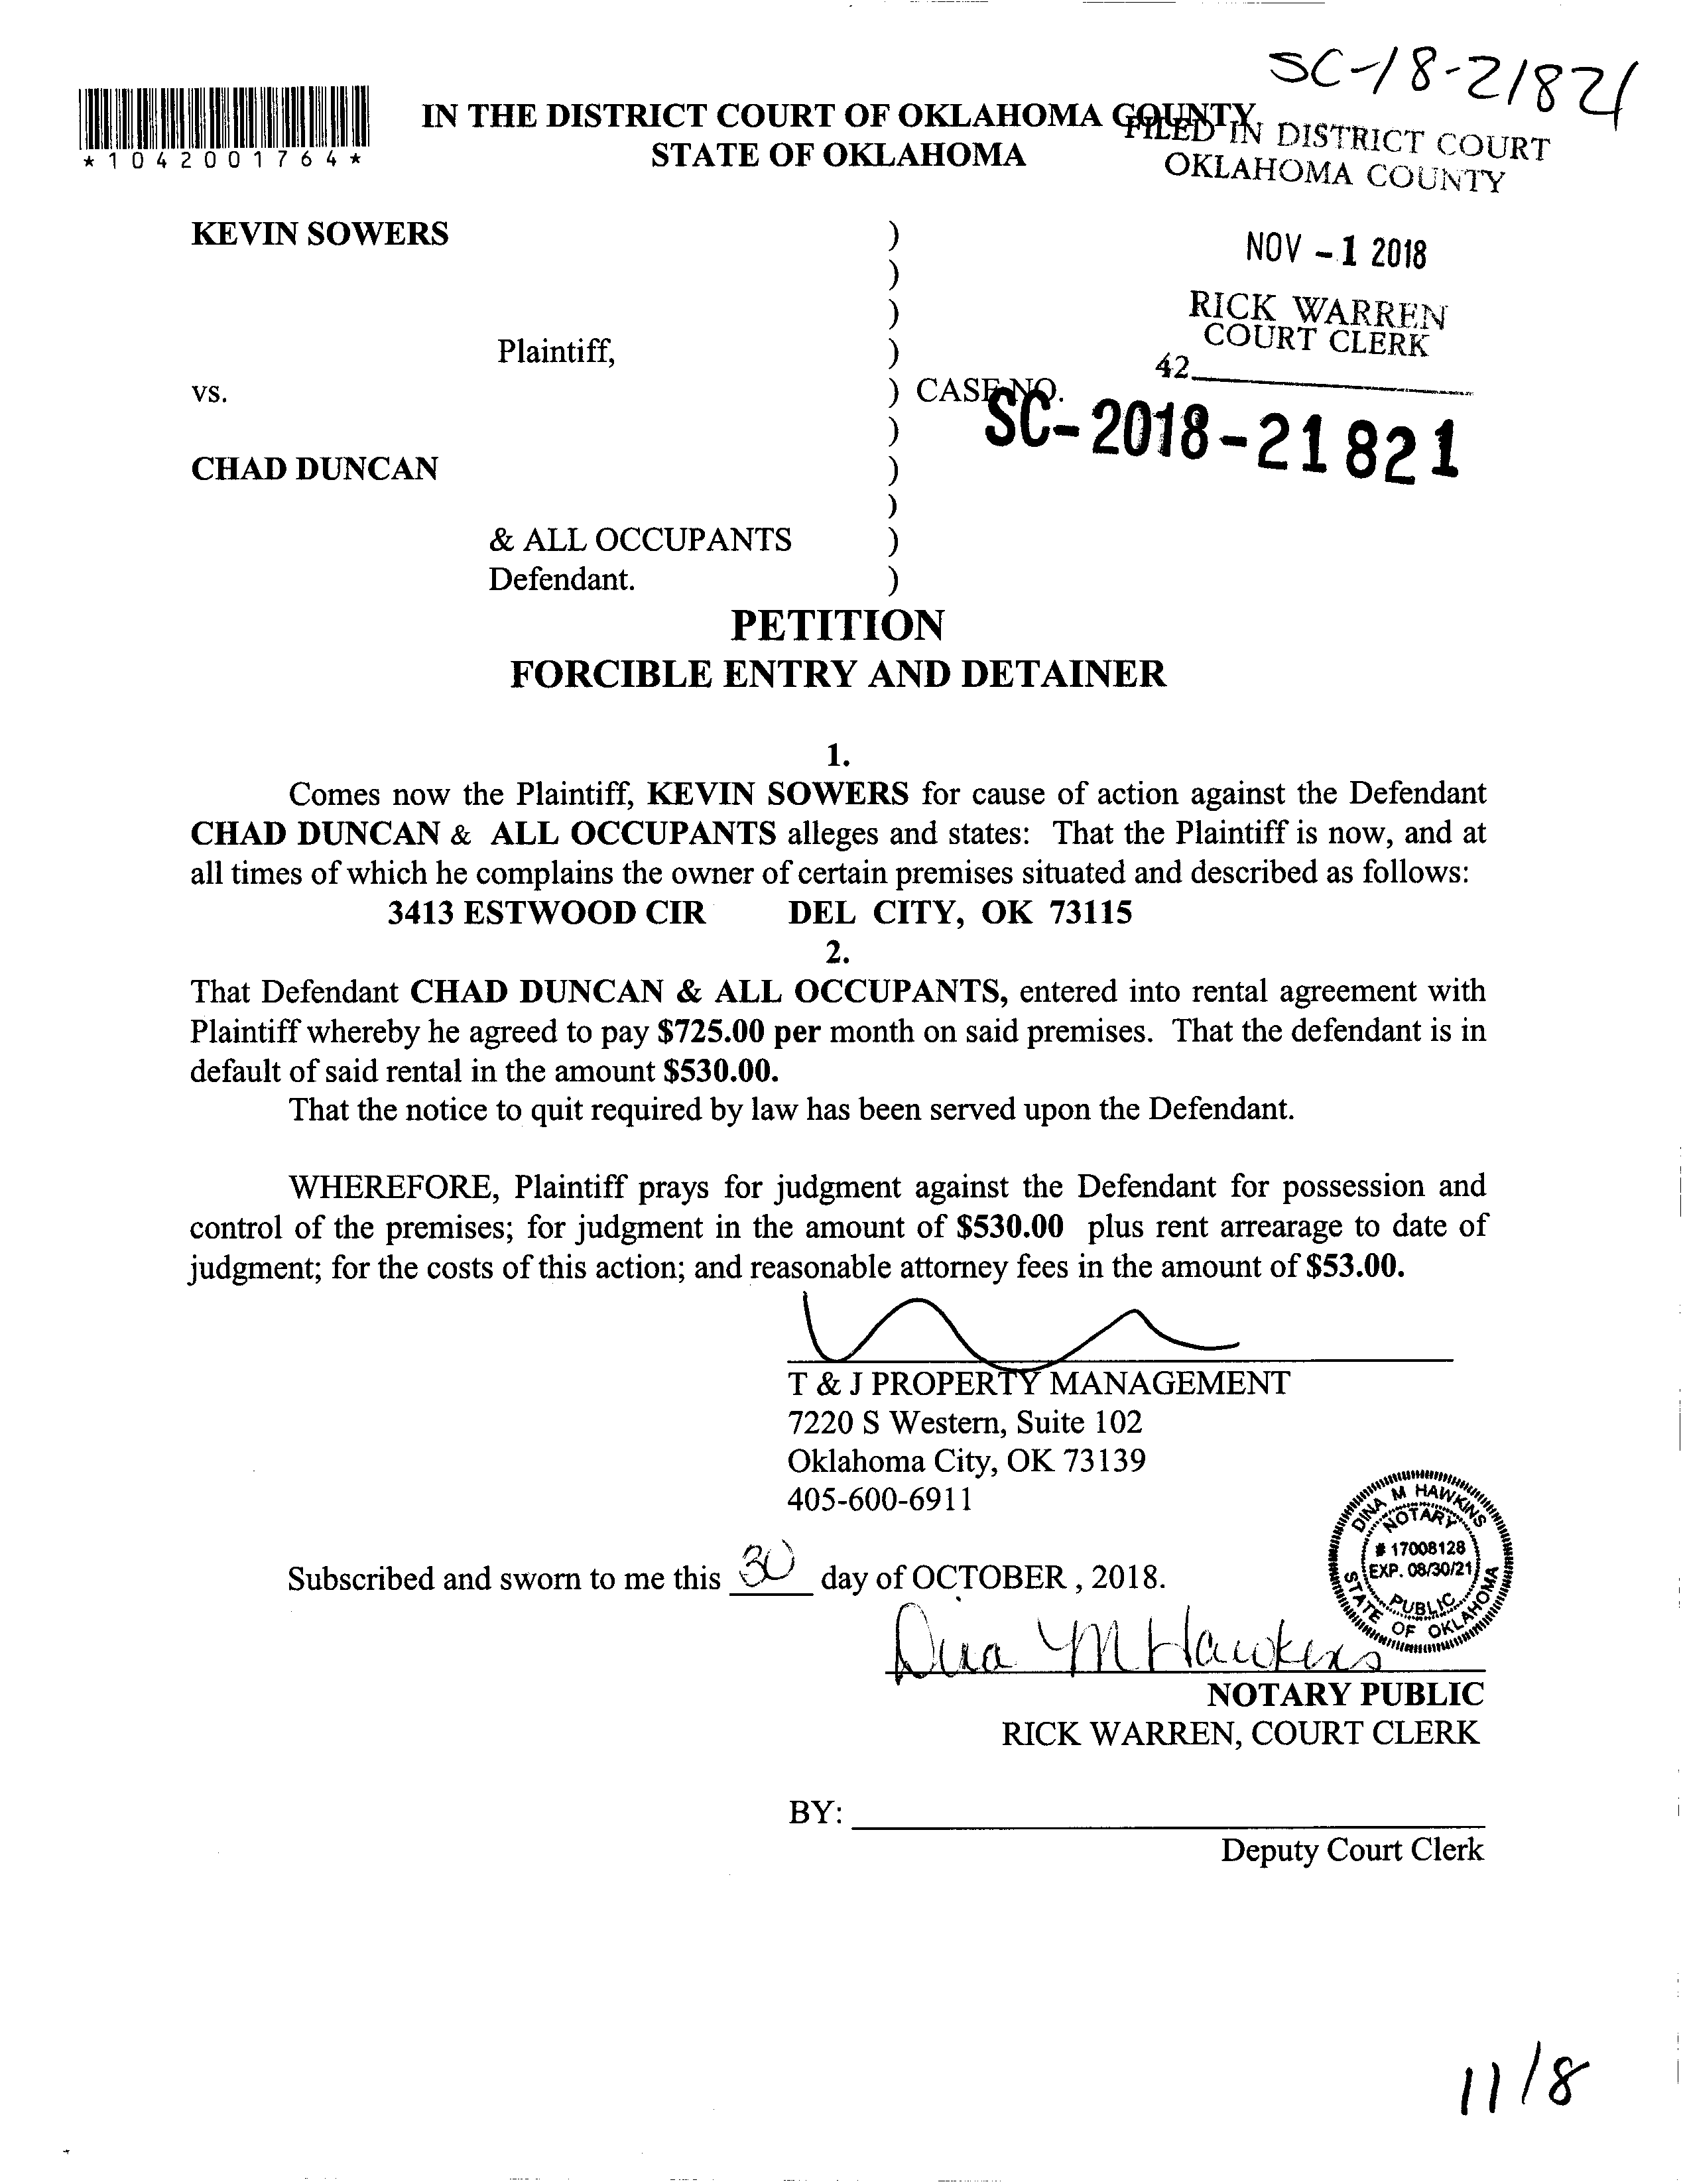 SC-18-21821
*1042001764*
IN THE DISTRICT COURT OF OKLAHOMA COUNTY
STATE OF OKLAHOMA
FILED IN DISTRICT COURT
OKLAHOMA COUNTY
KEVIN SOWERS )
)
)
Plaintiff, )
vs. ) CASE NO.
)
CHAD DUNCAN )
)
& ALL OCCUPANTS )
Defendant. )
NOV - 1 2018
RICK WARREN
COURT CLERK
42
SC-2018-21821
PETITION
FORCIBLE ENTRY AND DETAINER
1.
Comes now the Plaintiff, KEVIN SOWERS for cause of action against the Defendant
CHAD DUNCAN & ALL OCCUPANTS alleges and states: That the Plaintiff is now, and at
all times of which he complains the owner of certain premises situated and described as follows:
3413 ESTWOOD CIR DEL CITY, OK 73115
2.
That Defendant CHAD DUNCAN & ALL OCCUPANTS, entered into rental agreement with
Plaintiff whereby he agreed to pay $725.00 per month on said premises. That the defendant is in
default of said rental in the amount $530.00.
That the notice to quit required by law has been served upon the Defendant.
WHEREFORE, Plaintiff prays for judgment against the Defendant for possession and
control of the premises; for judgment in the amount of $530.00 plus rent arrearage to date of
judgment; for the costs of this action; and reasonable attorney fees in the amount of $53.00.
T & J PROPERTY MANAGEMENT
7220 S Western, Suite 102
Oklahoma City, OK 73139
405-600-6911
DINA M HAWKINS
NOTARY
# 17008128
EXP. 08/30/21
PUBLIC
STATE OF OKLAHOMA
Subscribed and sworn to me this 30 day of OCTOBER , 2018.
Dina M Hawkins
NOTARY PUBLIC
RICK WARREN, COURT CLERK
BY:
Deputy Court Clerk
11/8